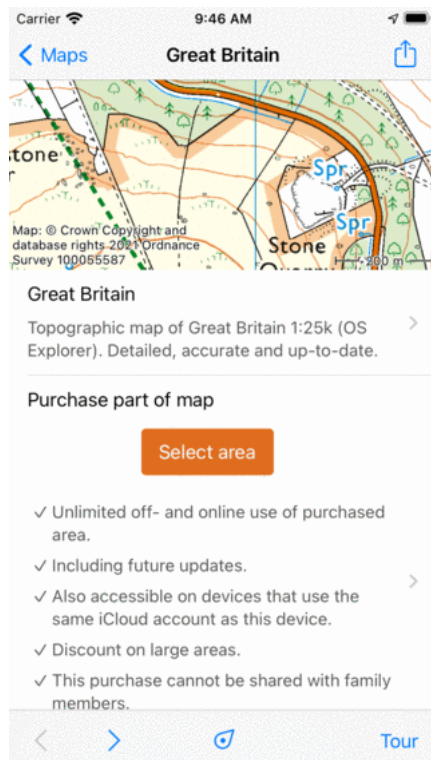 Carrier 9:46 AM
Maps Great Britain
tone
Spr
Spr
Map: © Crown Copyright and
database rights 2021 Ordnance
Survey 100055587
Stone
200 m
Great Britain
Topographic map of Great Britain 1:25k (OS
Explorer). Detailed, accurate and up-to-date.
Purchase part of map
Select area
✓ Unlimited off- and online use of purchased
area.
✓ Including future updates.
✓ Also accessible on devices that use the
same iCloud account as this device.
✓ Discount on large areas.
✓ This purchase cannot be shared with family
members.
Tour